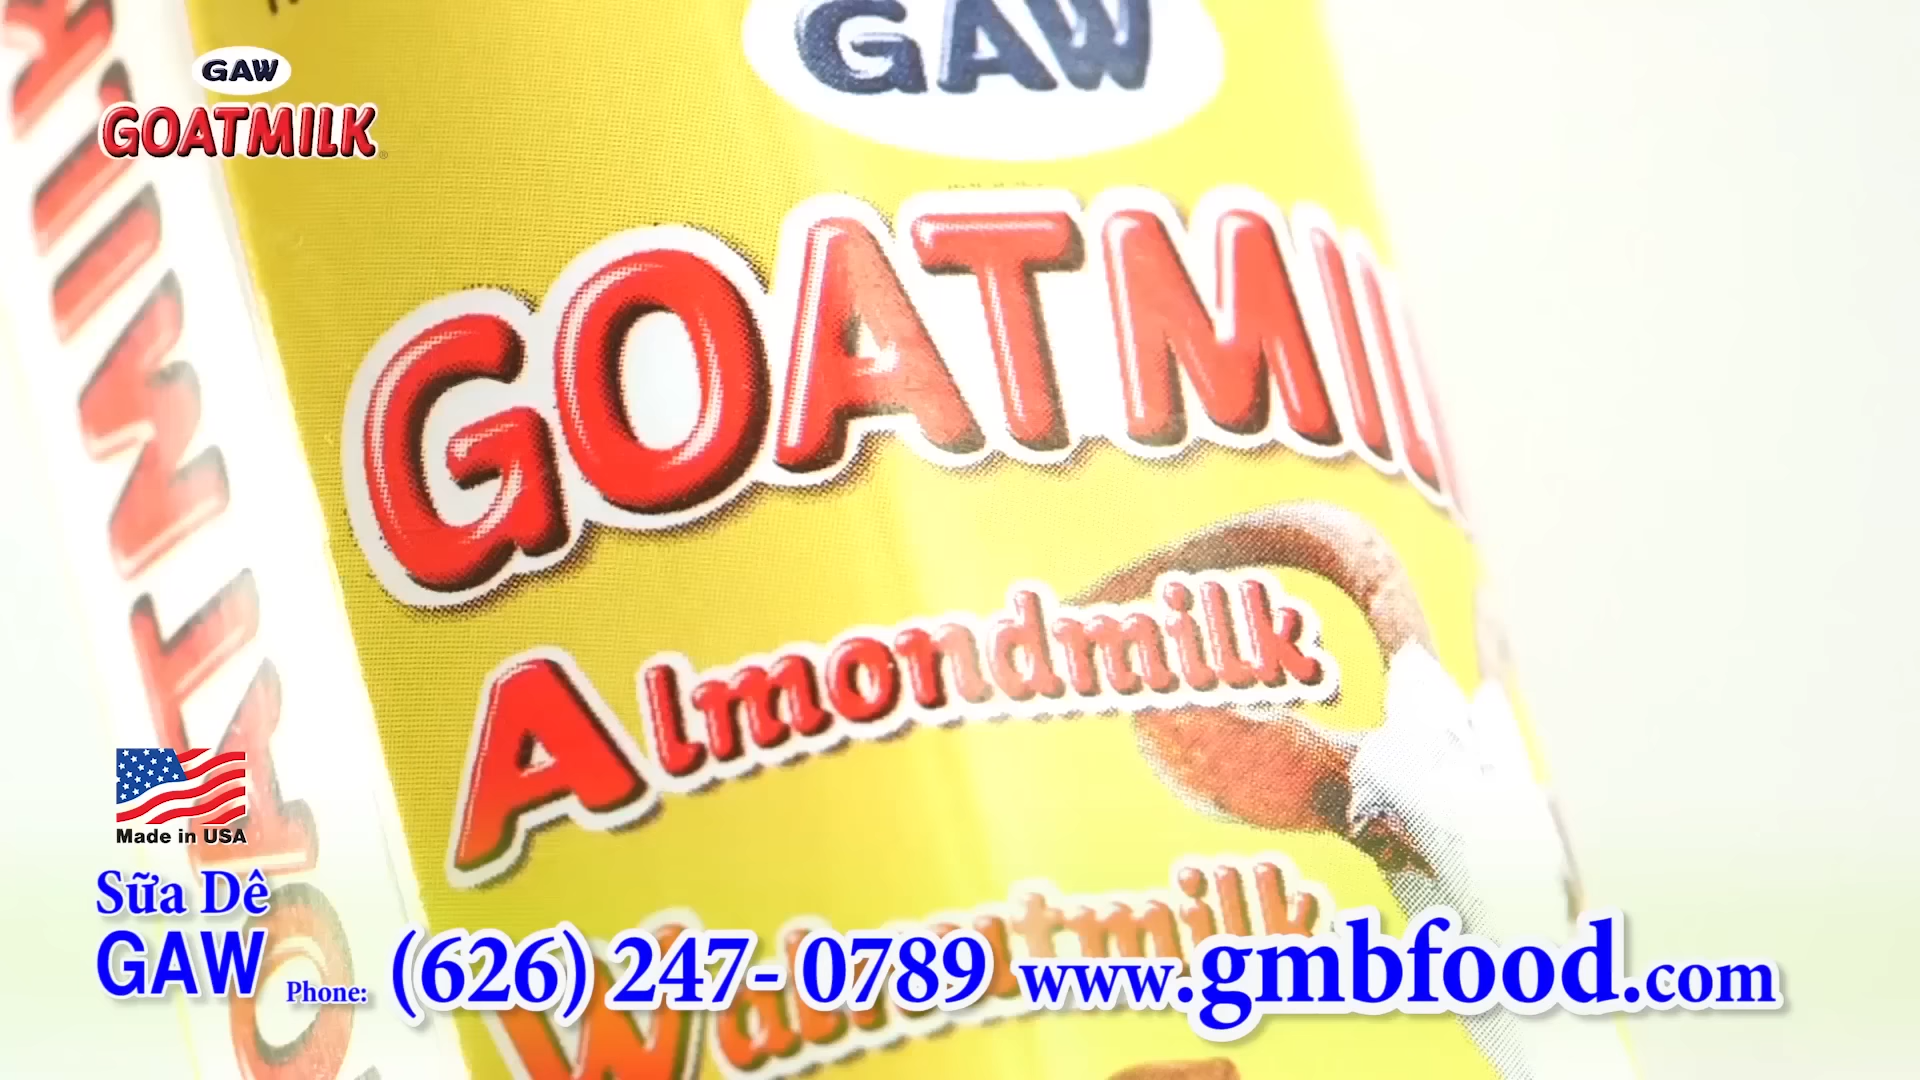 GAW
GOATMILK®
GAW
GOATMILK
GOATMIL
Almondmilk
Walnutmilk
Made in USA
Sữa Dê
GAW
Phone: (626) 247-0789 www.gmbfood.com